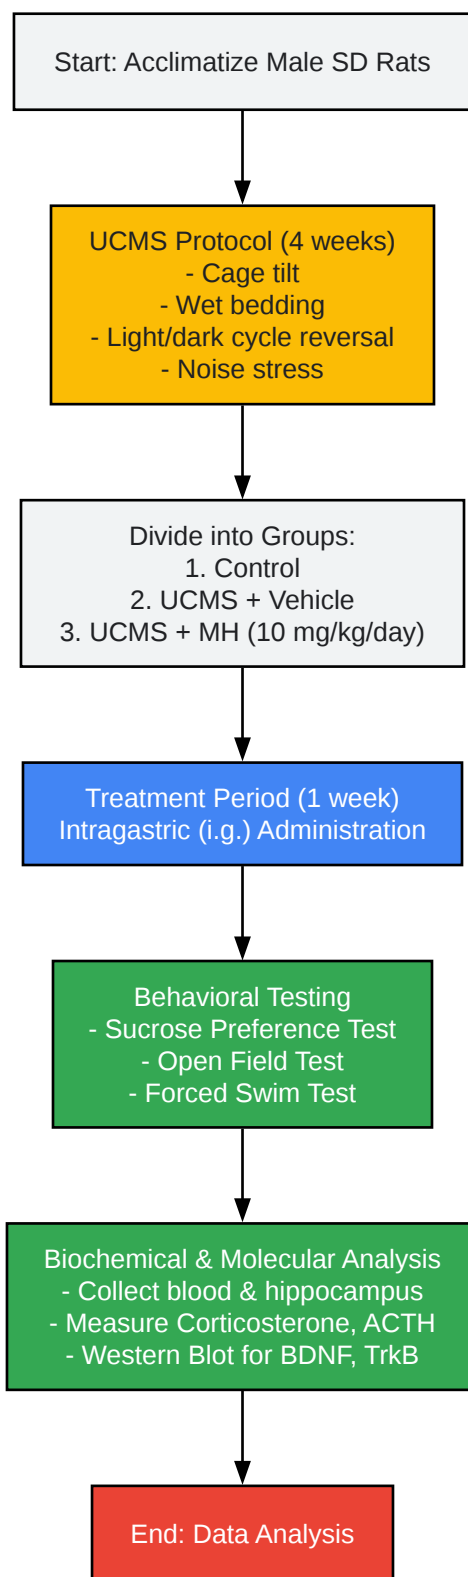 Start: Acclimatize Male SD Rats
UCMS Protocol (4 weeks)
- Cage tilt
- Wet bedding
- Light/dark cycle reversal
- Noise stress
Divide into Groups:
1. Control
2. UCMS + Vehicle
3. UCMS + MH (10 mg/kg/day)
Treatment Period (1 week)
Intragastric (i.g.) Administration
Behavioral Testing
- Sucrose Preference Test
- Open Field Test
- Forced Swim Test
Biochemical & Molecular Analysis
- Collect blood & hippocampus
- Measure Corticosterone, ACTH
- Western Blot for BDNF, TrkB
End: Data Analysis